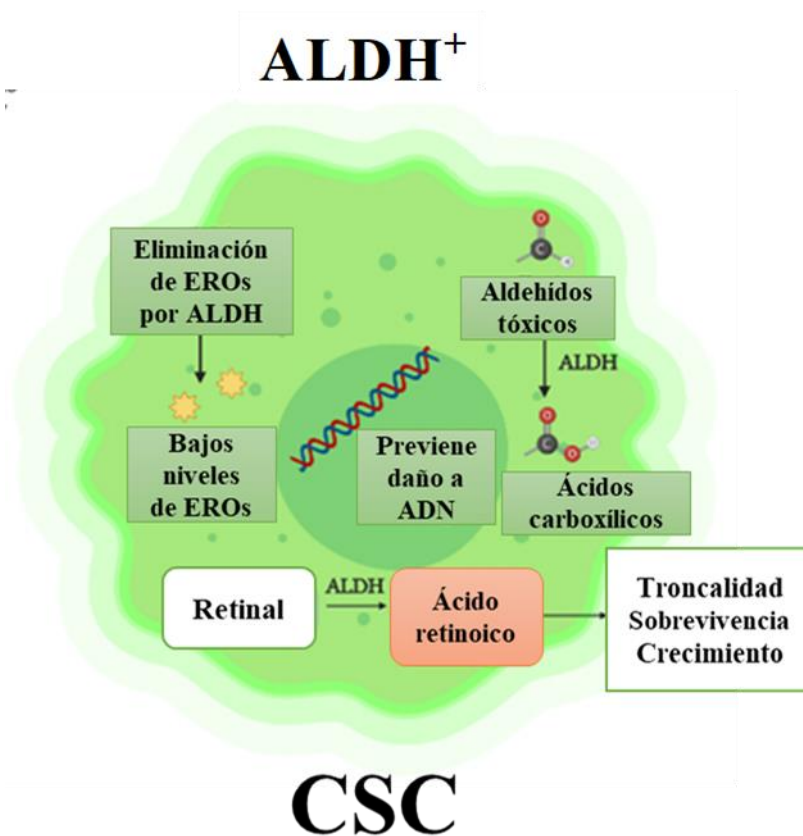 ALDH⁺
Eliminación
de EROs
por ALDH
Aldehídos
tóxicos
ALDH
Bajos
niveles
de EROs
Previene
daño a
ADN
Ácidos
carboxílicos
Retinal
ALDH
Ácido
retinoico
Troncalidad
Sobrevivencia
Crecimiento
CSC
O
C
H
O
C
O